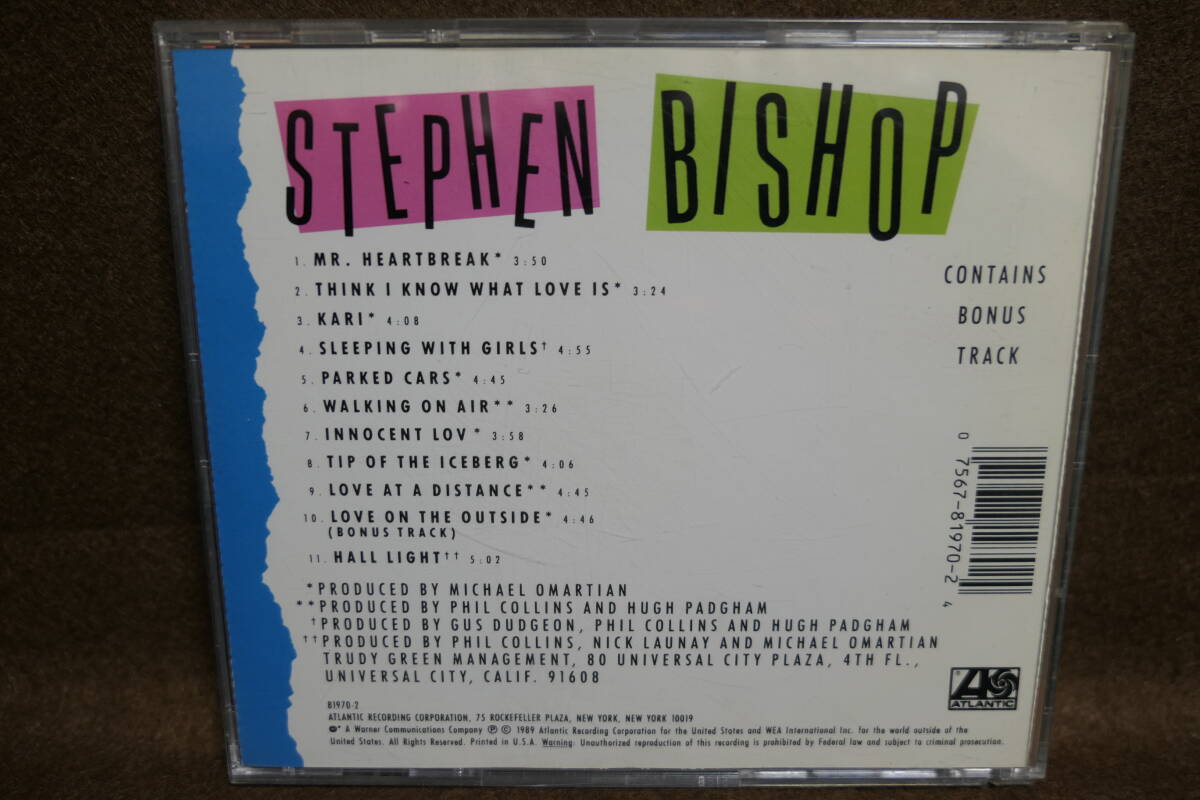 STEPHEN BISHOP
1. MR. HEARTBREAK* 3:50
2. THINK I KNOW WHAT LOVE IS* 3:24
3. KARI* 4:08
4. SLEEPING WITH GIRLS† 4:55
5. PARKED CARS* 4:45
6. WALKING ON AIR** 3:26
7. INNOCENT LOV * 3:58
8. TIP OF THE ICEBERG* 4:06
9. LOVE AT A DISTANCE** 4:45
10. LOVE ON THE OUTSIDE* 4:46
(BONUS TRACK)
11. HALL LIGHT†† 5:02
CONTAINS
BONUS
TRACK
0 7567-81970-2 4
*PRODUCED BY MICHAEL OMARTIAN
**PRODUCED BY PHIL COLLINS AND HUGH PADGHAM
†PRODUCED BY GUS DUDGEON, PHIL COLLINS AND HUGH PADGHAM
††PRODUCED BY PHIL COLLINS, NICK LAUNAY AND MICHAEL OMARTIAN
TRUDY GREEN MANAGEMENT, 80 UNIVERSAL CITY PLAZA, 4TH FL.,
UNIVERSAL CITY, CALIF. 91608
ATLANTIC
81970-2
ATLANTIC RECORDING CORPORATION, 75 ROCKEFELLER PLAZA, NEW YORK, NEW YORK 10019
A Warner Communications Company ℗ © 1989 Atlantic Recording Corporation for the United States and WEA International Inc. for the world outside of the
United States. All Rights Reserved. Printed in U.S.A. Warning: Unauthorized reproduction of this recording is prohibited by Federal law and subject to criminal prosecution.